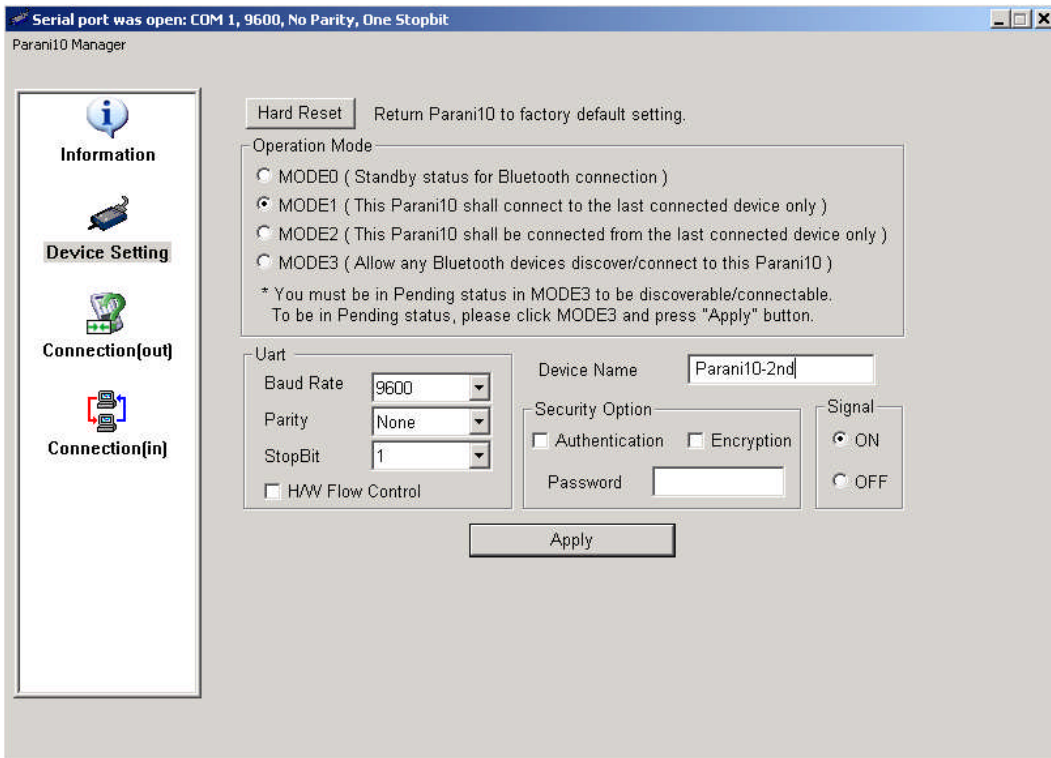 Serial port was open: COM 1, 9600, No Parity, One Stopbit
Parani10 Manager
Information
Device Setting
Connection(out)
Connection(in)
Hard Reset Return Parani10 to factory default setting.
Operation Mode
MODE0 ( Standby status for Bluetooth connection )
MODE1 ( This Parani10 shall connect to the last connected device only )
MODE2 ( This Parani10 shall be connected from the last connected device only )
MODE3 ( Allow any Bluetooth devices discover/connect to this Parani10 )
* You must be in Pending status in MODE3 to be discoverable/connectable.
To be in Pending status, please click MODE3 and press "Apply" button.
Uart
Baud Rate 9600
Parity None
StopBit 1
H/W Flow Control
Device Name Parani10-2nd
Security Option
Authentication Encryption
Password
Signal
ON
OFF
Apply